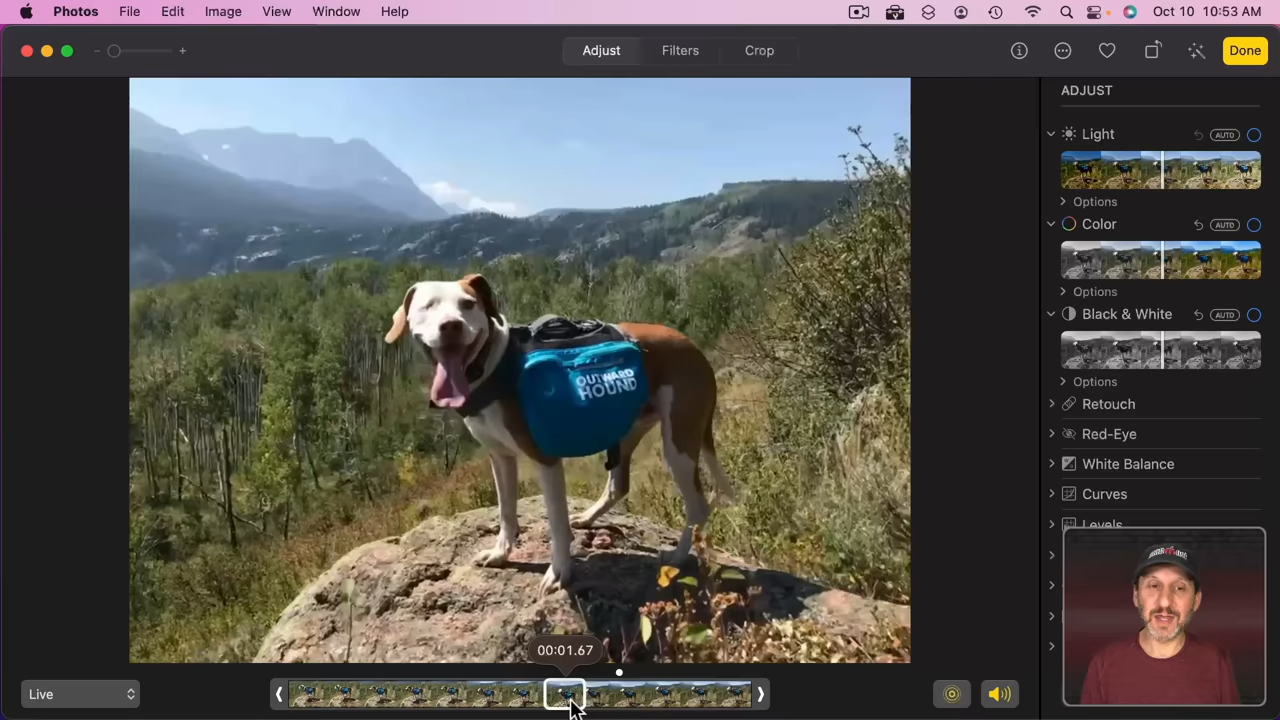 Photos File Edit Image View Window Help Oct 10 10:53 AM
Adjust Filters Crop Done
ADJUST
Light AUTO
Options
Color AUTO
Options
Black & White AUTO
Options
Retouch
Red-Eye
White Balance
Curves
Levels
OUTWARD
HOUND
00:01.67
Live